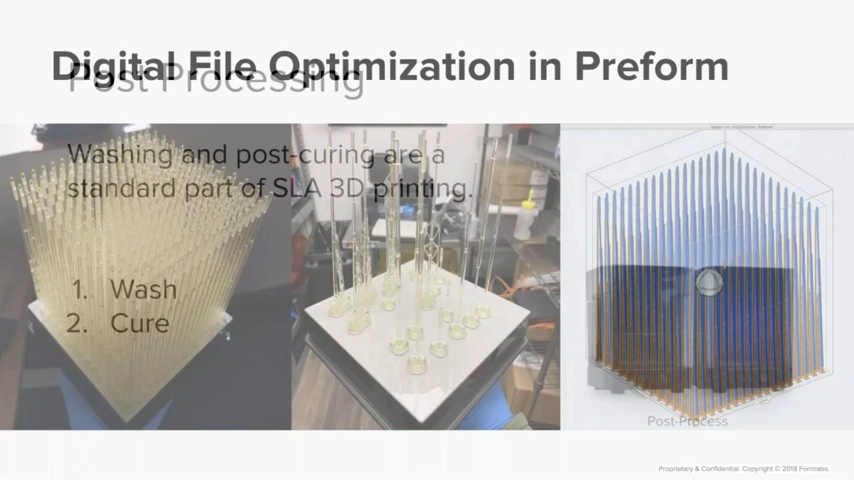 Digital File Optimization in Preform
Post Processing
Washing and post-curing are a
standard part of SLA 3D printing.
1. Wash
2. Cure
Post-Process
Proprietary & Confidential. Copyright © 2019 Formlabs.